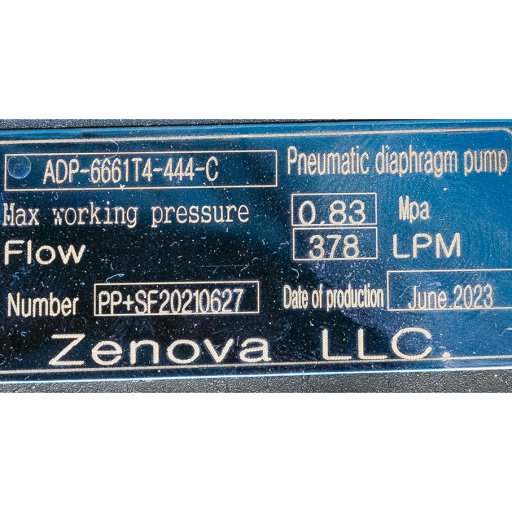 ADP-6661T4-444-C Pneumatic diaphragm pump
Max working pressure 0.83 Mpa
Flow 378 LPM
Number PP+SF20210627 Date of production June.2023
Zenova LLC.